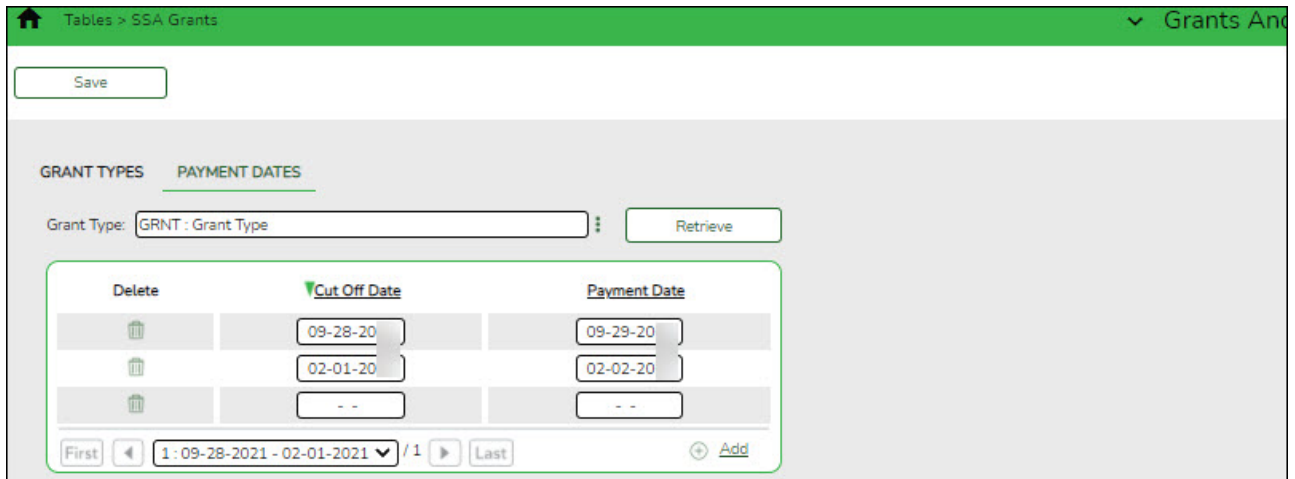 Tables > SSA Grants
Grants And
Save
GRANT TYPES PAYMENT DATES
Grant Type: GRNT : Grant Type Retrieve
Delete Cut Off Date Payment Date
09-28-20 09-29-20
02-01-20 02-02-20
- - - -
First 1 : 09-28-2021 - 02-01-2021 / 1 Last Add